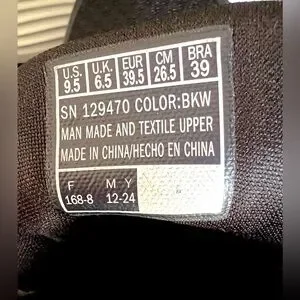 U.S. U.K. EUR CM BRA
9.5 6.5 39.5 26.5 39
SN 129470 COLOR:BKW
MAN MADE AND TEXTILE UPPER
MADE IN CHINA/HECHO EN CHINA
F M Y
168-8 12-24